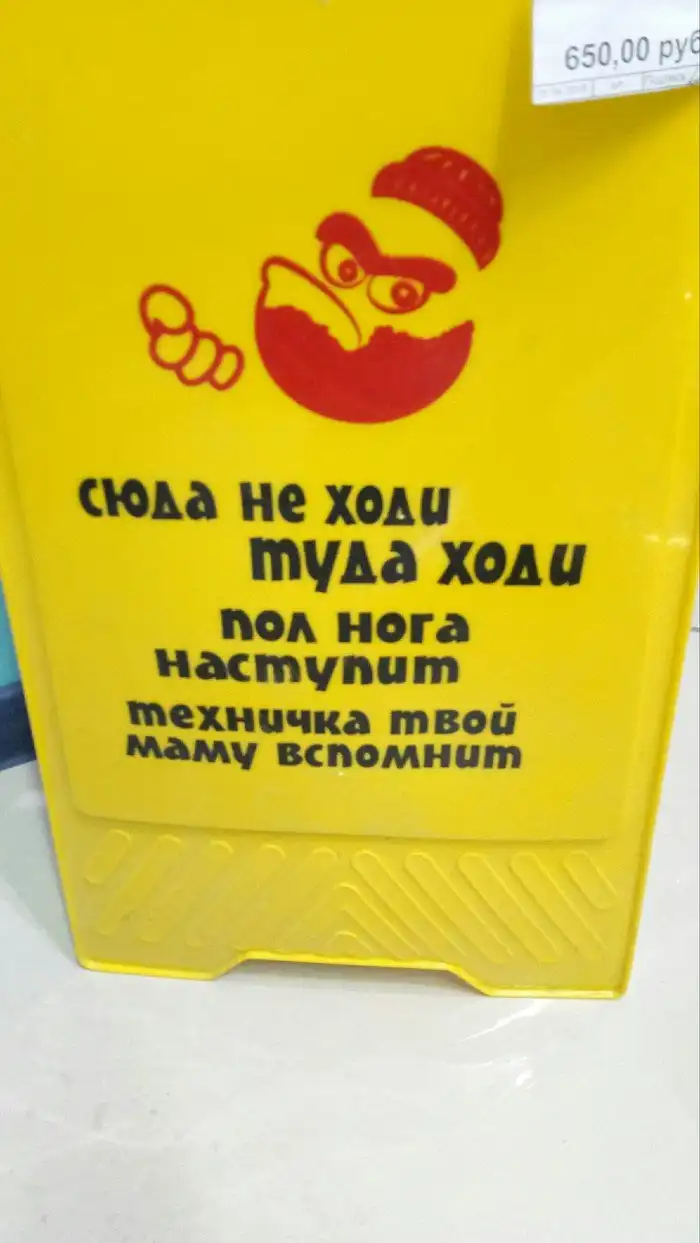 650,00 руб
сюда не ходи
туда ходи
пол нога
наступит
техничка твой
маму вспомнит